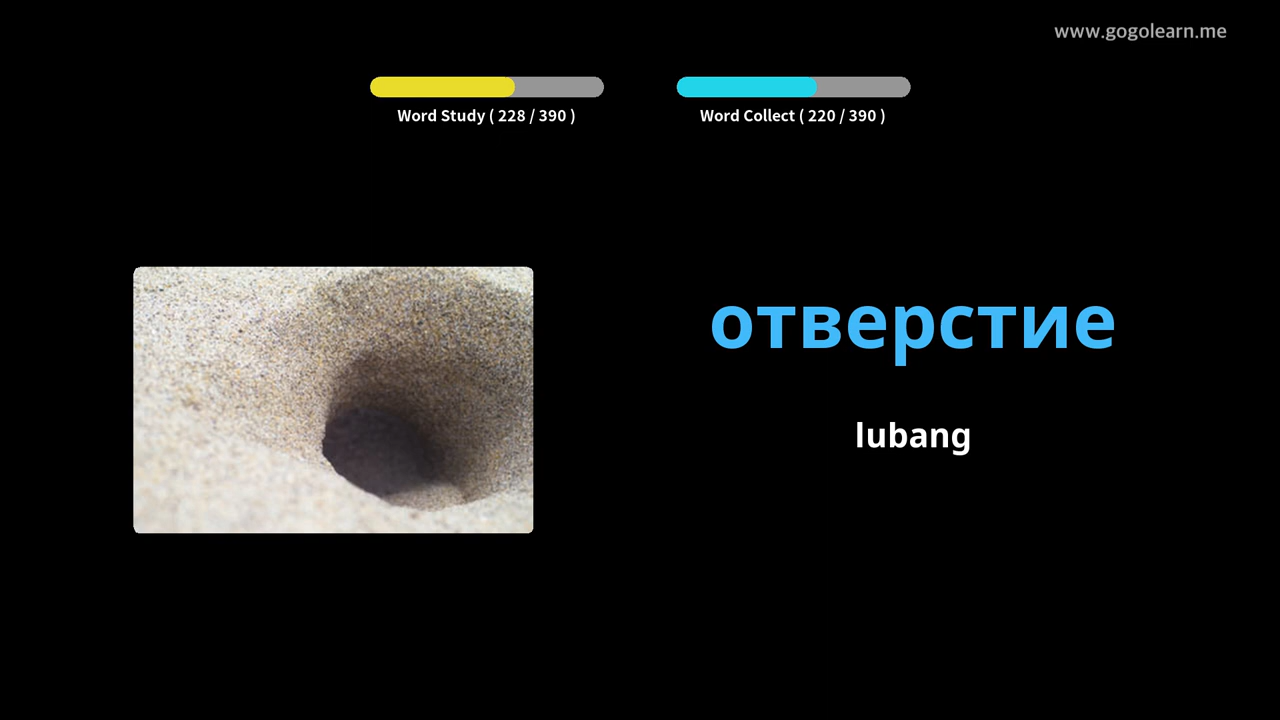 www.gogolearn.me
Word Study ( 228 / 390 )
Word Collect ( 220 / 390 )
отверстие
lubang